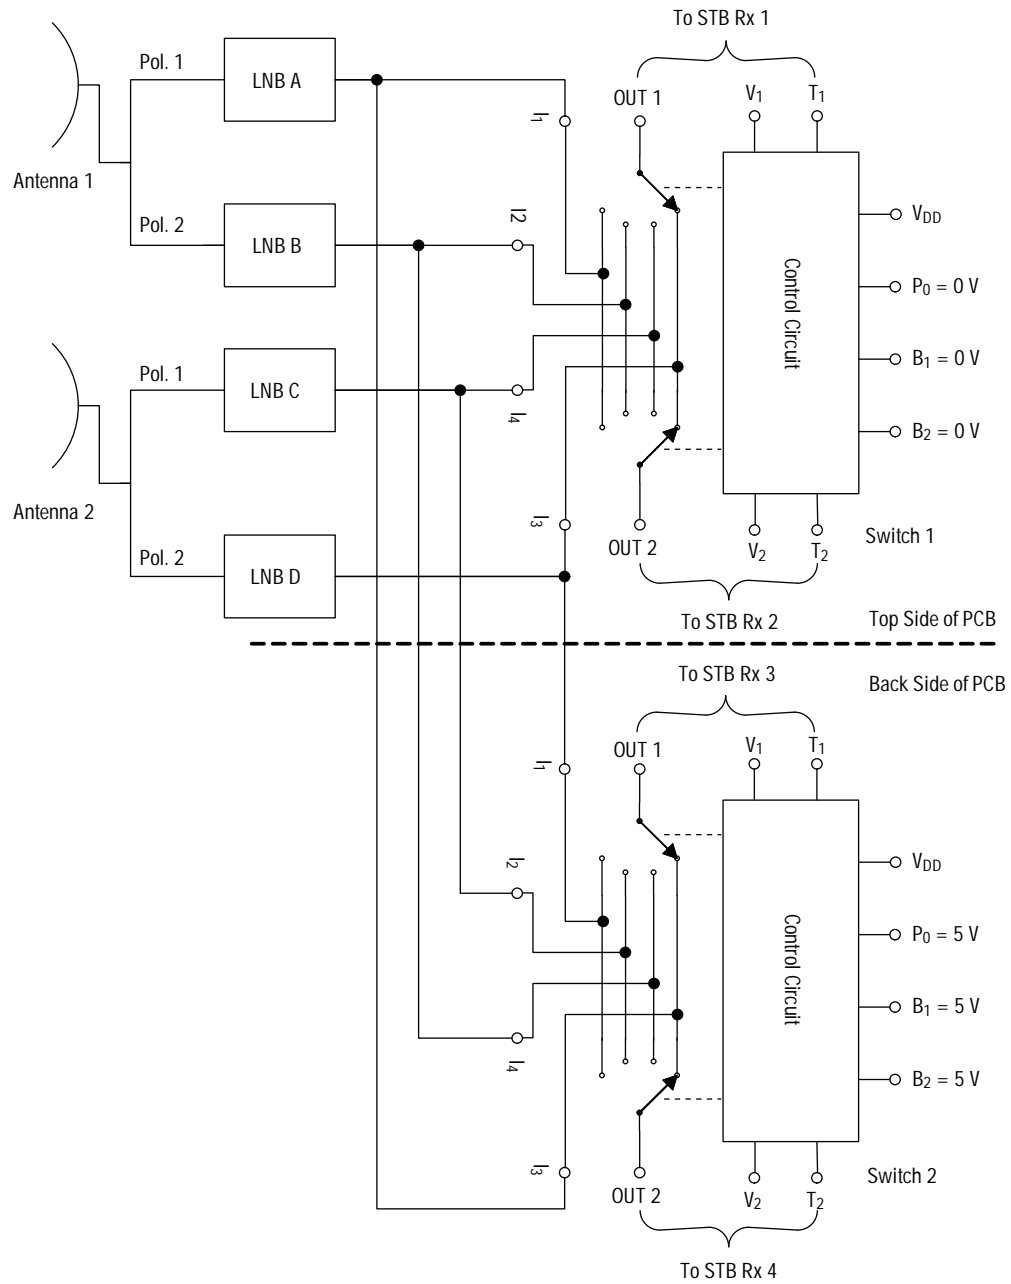 To STB Rx 1
Pol. 1
LNB A
OUT 1
V1
T1
I1
Antenna 1
Pol. 2
LNB B
I2
VDD
Control Circuit
P0 = 0 V
B1 = 0 V
B2 = 0 V
Pol. 1
LNB C
I4
Antenna 2
I3
OUT 2
V2
T2
Switch 1
Pol. 2
LNB D
To STB Rx 2
Top Side of PCB
To STB Rx 3
Back Side of PCB
OUT 1
V1
T1
I1
I2
VDD
Control Circuit
P0 = 5 V
B1 = 5 V
B2 = 5 V
I4
I3
OUT 2
V2
T2
Switch 2
To STB Rx 4